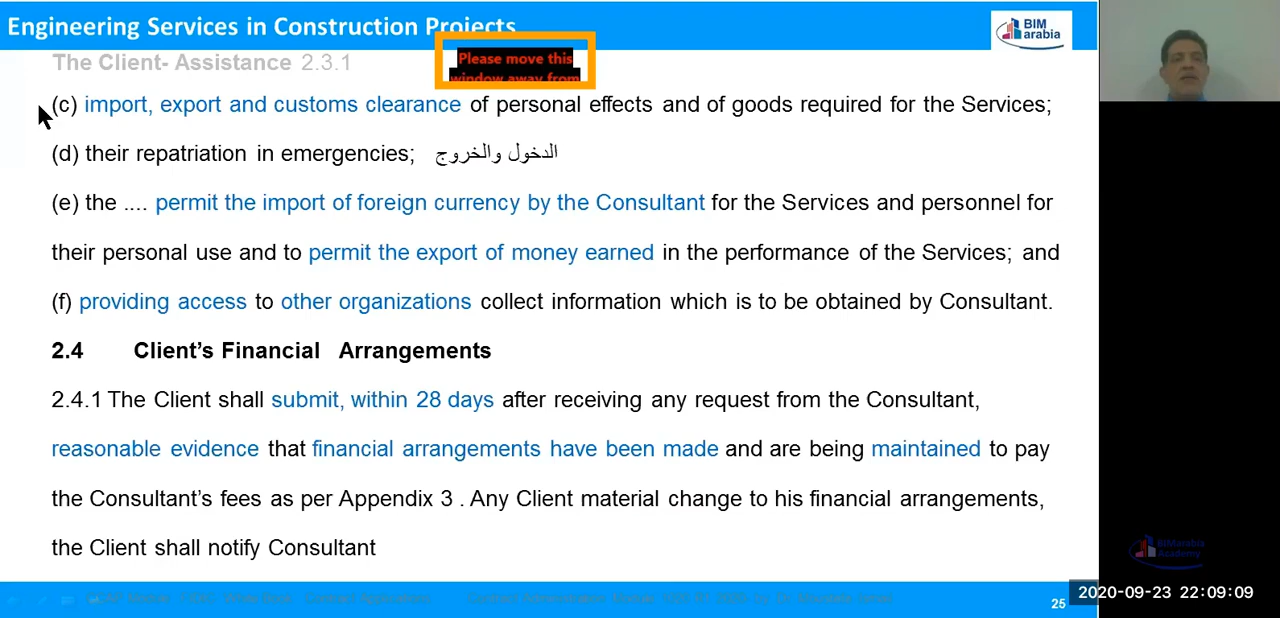 Engineering Services in Construction Projects
BIM
arabia
The Client- Assistance 2.3.1
Please move this
window away from
(c) import, export and customs clearance of personal effects and of goods required for the Services;
(d) their repatriation in emergencies; الدخول والخروج
(e) the .... permit the import of foreign currency by the Consultant for the Services and personnel for
their personal use and to permit the export of money earned in the performance of the Services; and
(f) providing access to other organizations collect information which is to be obtained by Consultant.
2.4 Client’s Financial Arrangements
2.4.1 The Client shall submit, within 28 days after receiving any request from the Consultant,
reasonable evidence that financial arrangements have been made and are being maintained to pay
the Consultant’s fees as per Appendix 3 . Any Client material change to his financial arrangements,
the Client shall notify Consultant
BIMarabia
Academy
25
2020-09-23 22:09:09